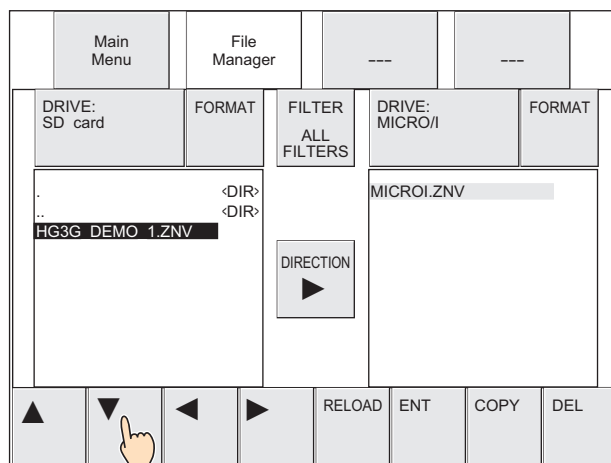 Main
Menu
File
Manager
---
---
DRIVE:
SD card
FORMAT
FILTER
ALL
FILTERS
DRIVE:
MICRO/I
FORMAT
. <DIR>
.. <DIR>
HG3G_DEMO_1.ZNV
MICROI.ZNV
DIRECTION
RELOAD
ENT
COPY
DEL